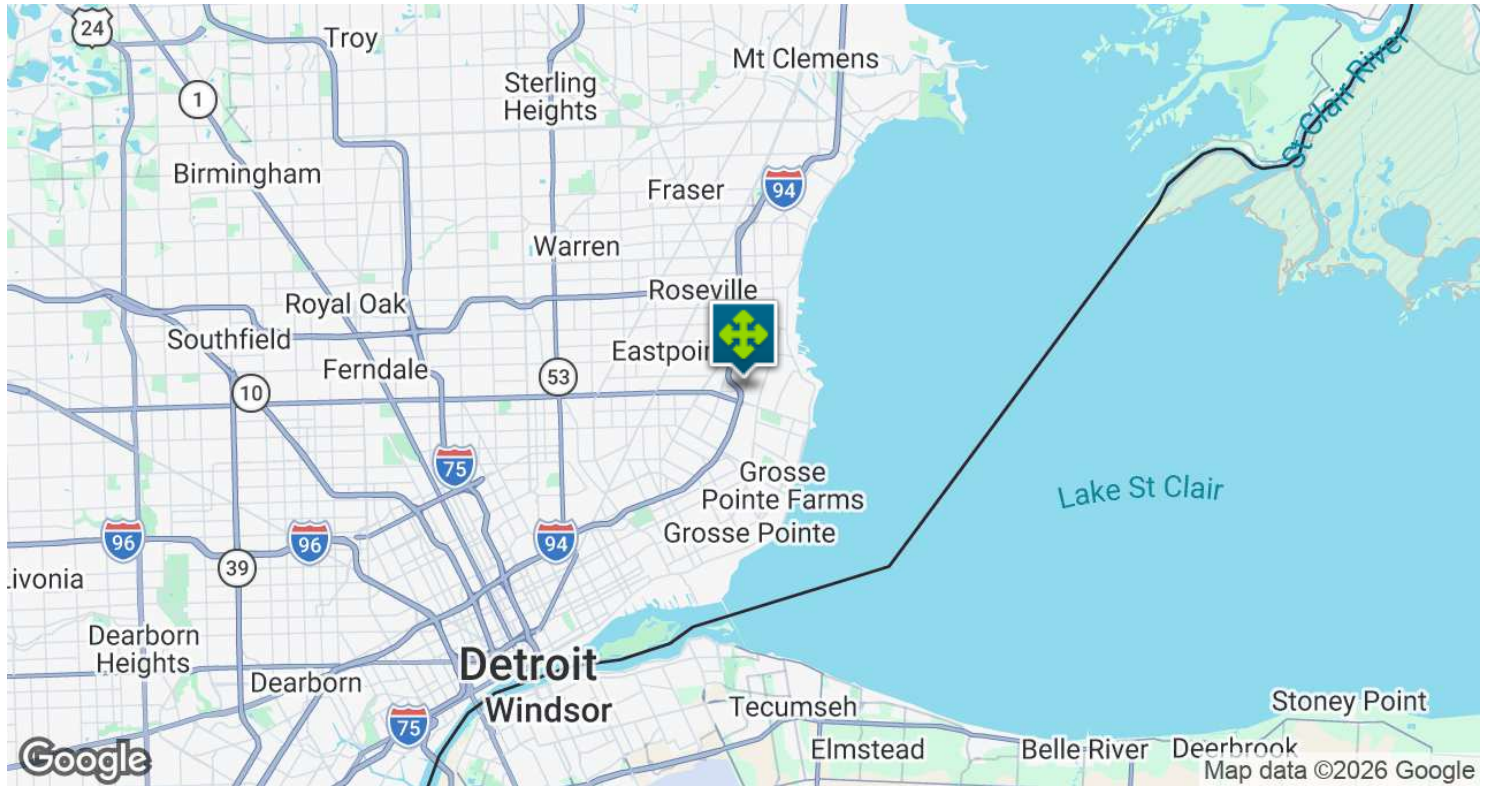 24
Troy
Mt Clemens
Sterling
Heights
1
St Clair River
Birmingham
Fraser
94
Warren
Roseville
Royal Oak
Southfield
Eastpoin
Ferndale
53
10
75
Grosse
Pointe Farms
Lake St Clair
Grosse Pointe
96
96
94
39
Livonia
Dearborn
Heights
Detroit
Dearborn
Windsor
75
Tecumseh
Stoney Point
Elmstead
Belle River
Deerbrook
Google
Map data ©2026 Google